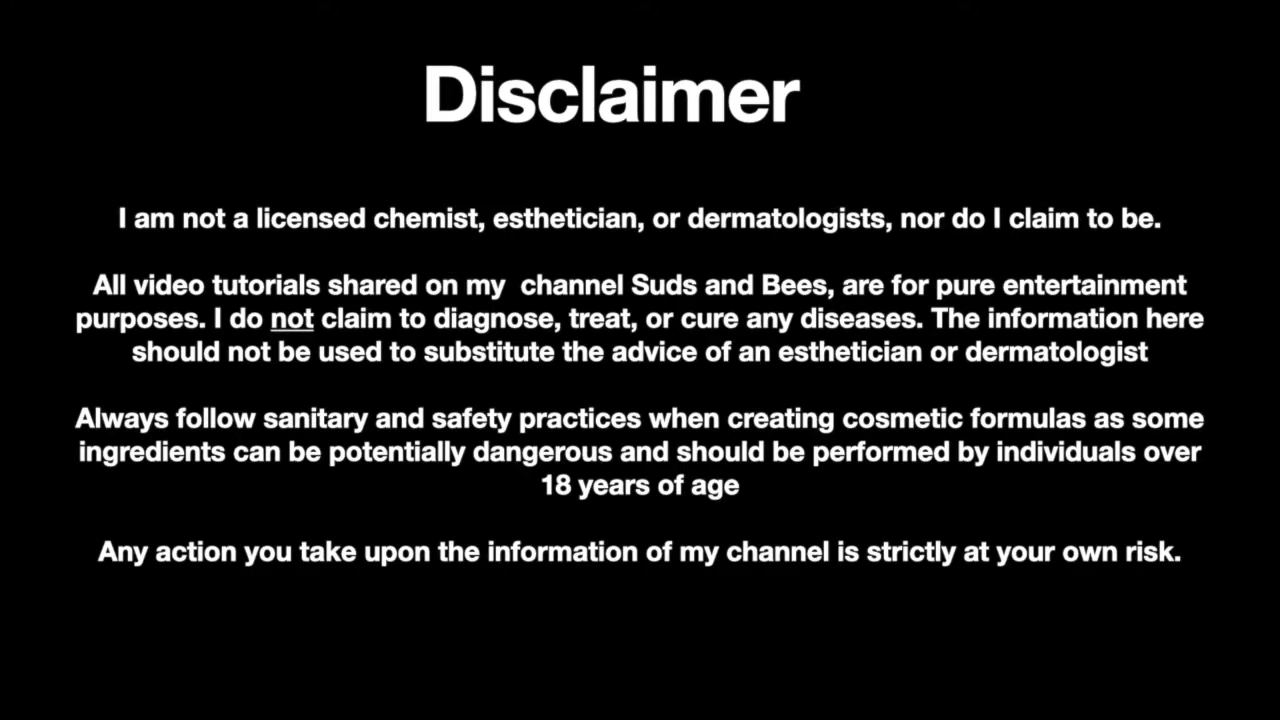 Disclaimer
I am not a licensed chemist, esthetician, or dermatologists, nor do I claim to be.
All video tutorials shared on my  channel Suds and Bees, are for pure entertainment
purposes. I do not claim to diagnose, treat, or cure any diseases. The information here
should not be used to substitute the advice of an esthetician or dermatologist
Always follow sanitary and safety practices when creating cosmetic formulas as some
ingredients can be potentially dangerous and should be performed by individuals over
18 years of age
Any action you take upon the information of my channel is strictly at your own risk.